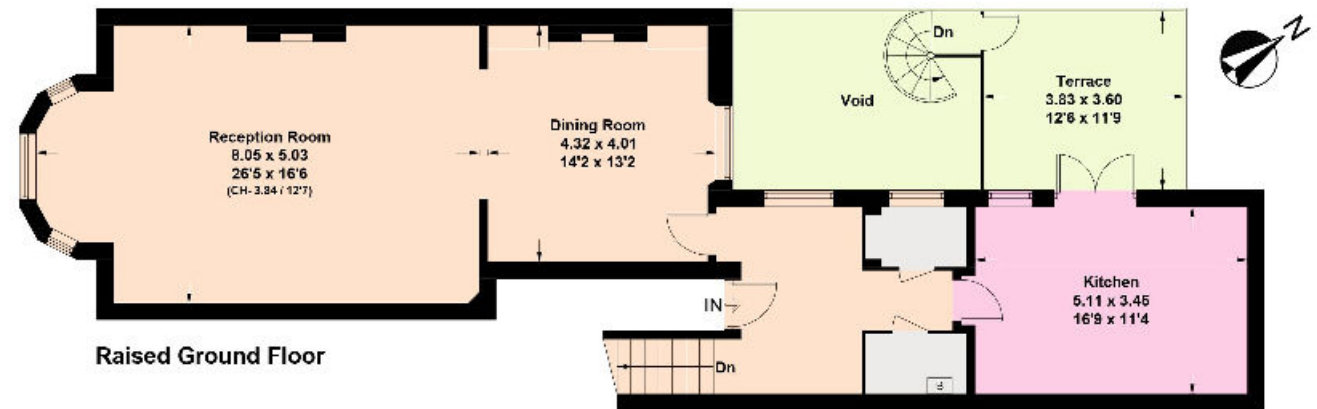 Reception Room
8.05 x 5.03
26'5 x 16'6
(CH- 3.84 / 12'7)
Dining Room
4.32 x 4.01
14'2 x 13'2
Void
Dn
Terrace
3.83 x 3.60
12'6 x 11'9
N
IN
Kitchen
5.11 x 3.45
16'9 x 11'4
Dn
B
Raised Ground Floor